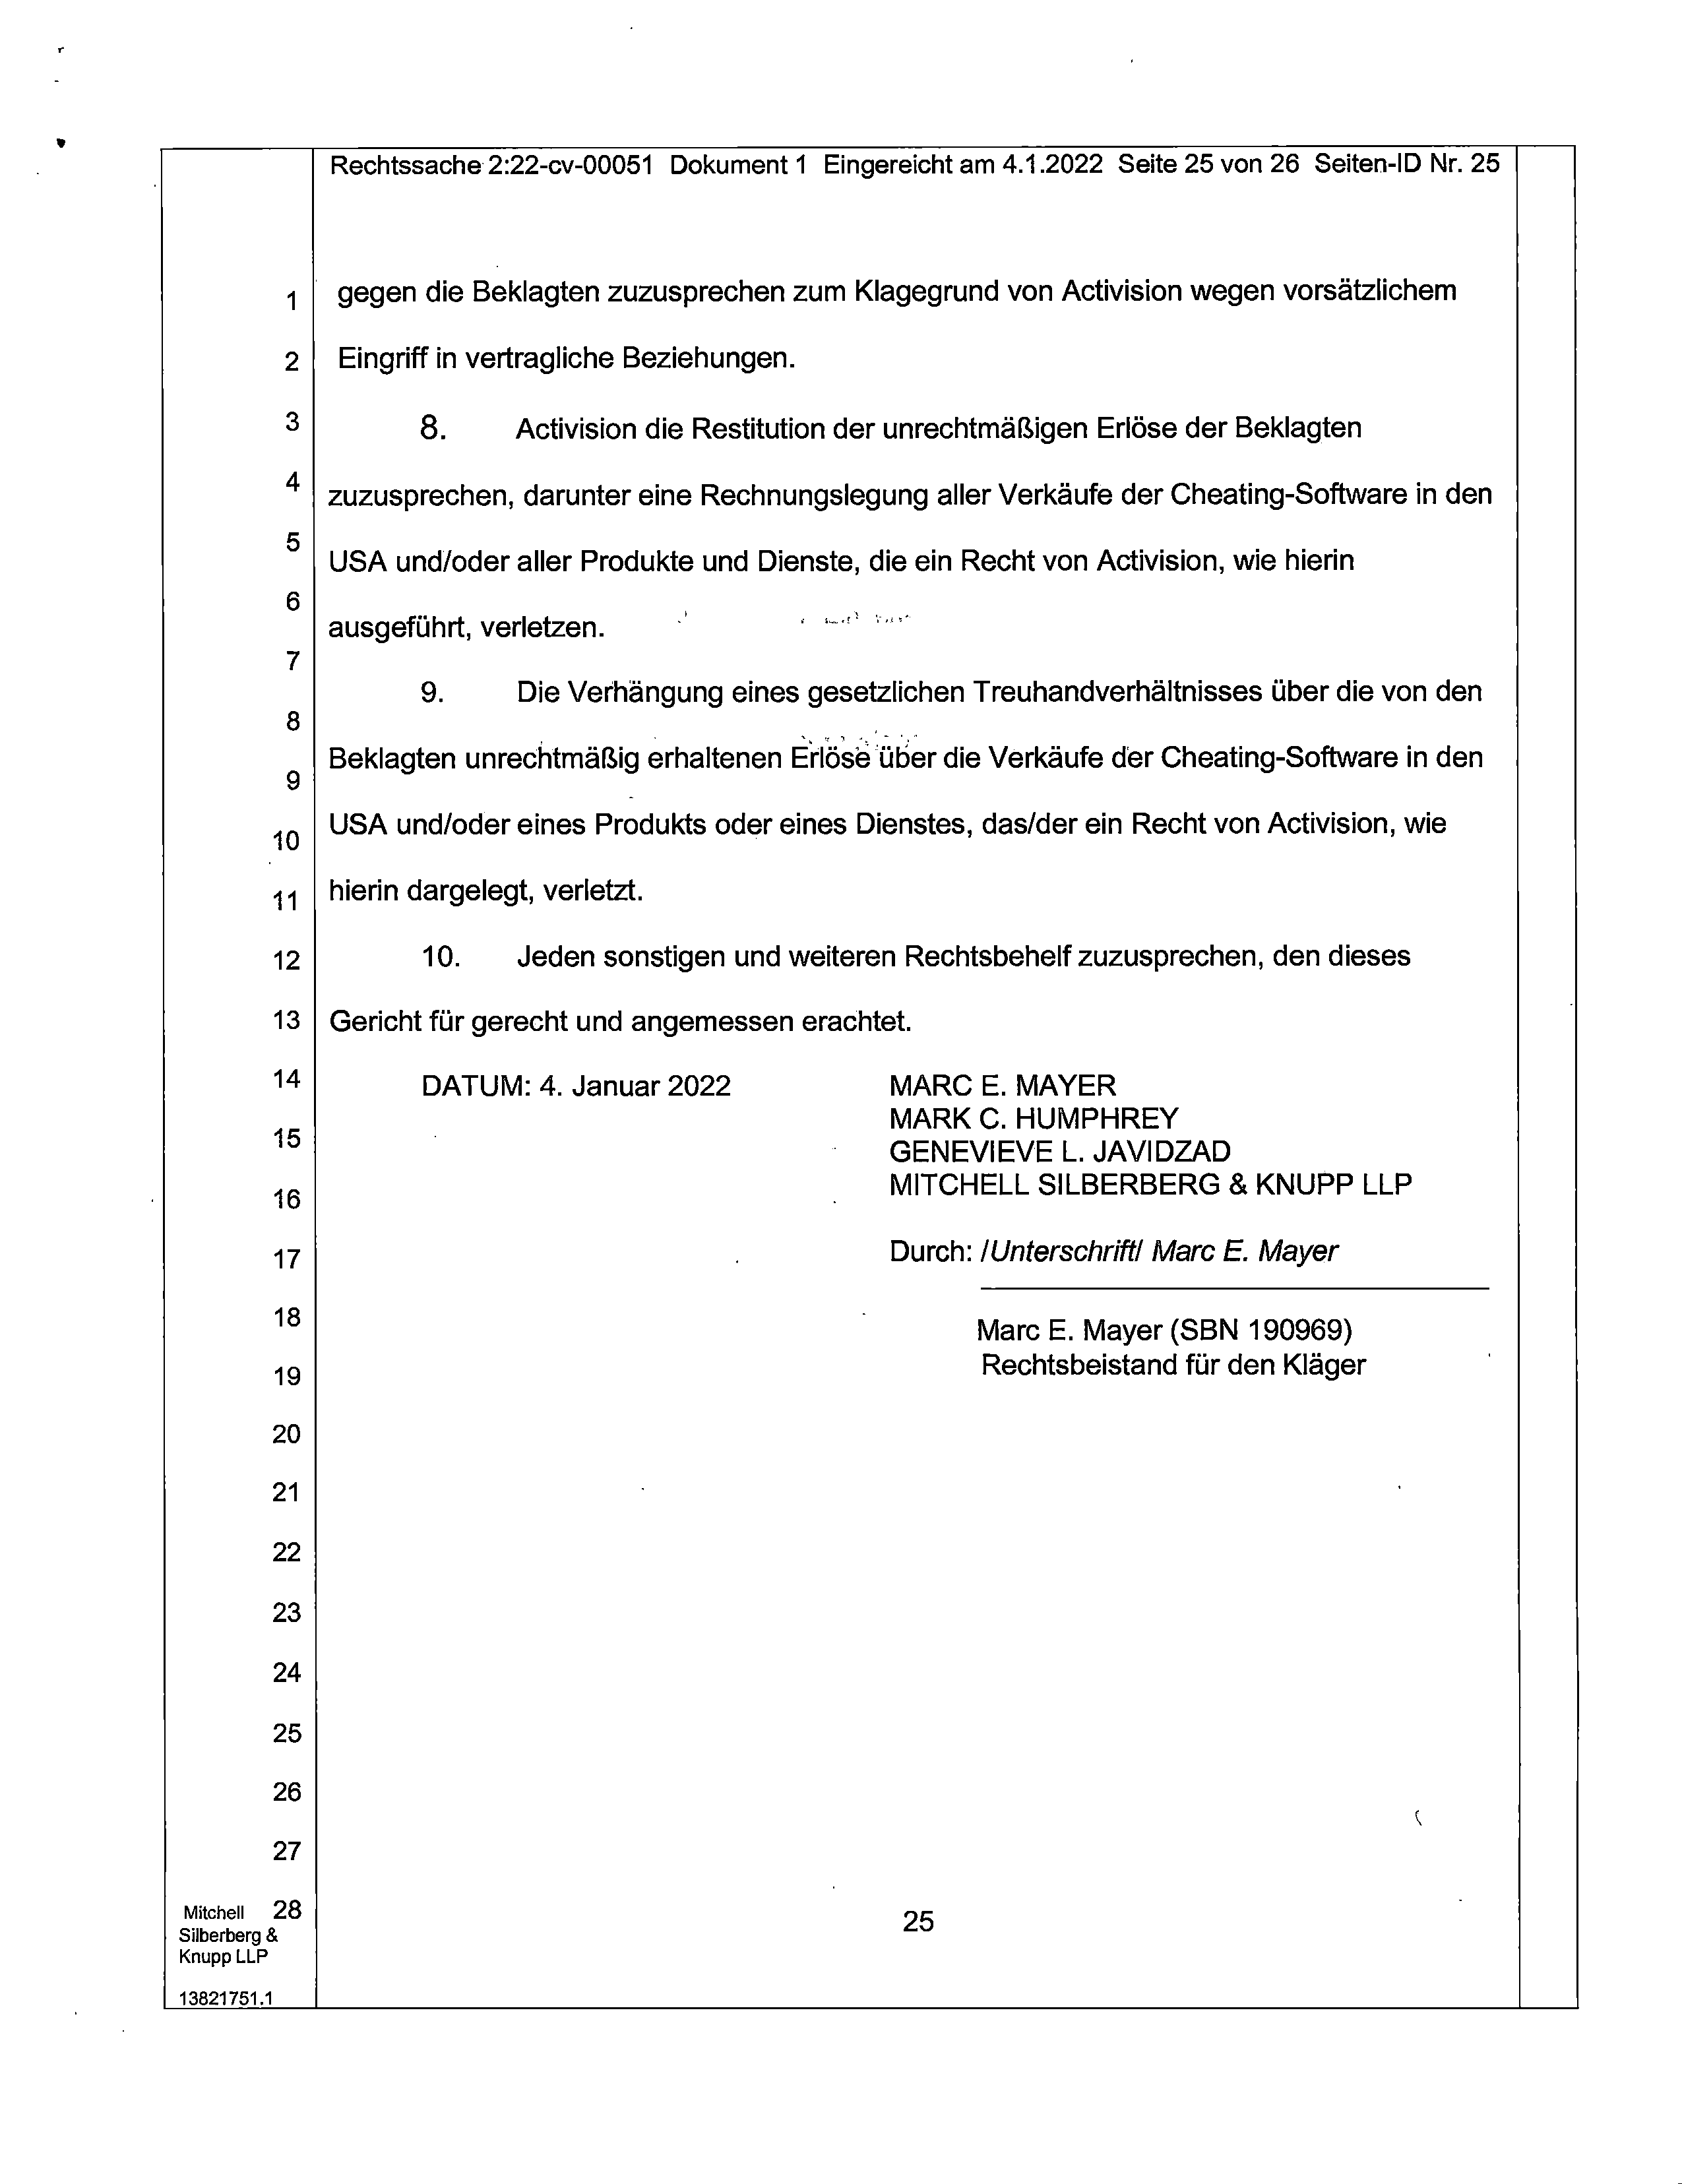 Rechtssache 2:22-cv-00051 Dokument 1 Eingereicht am 4.1.2022 Seite 25 von 26 Seiten-ID Nr. 25
1 gegen die Beklagten zuzusprechen zum Klagegrund von Activision wegen vorsätzlichem
2 Eingriff in vertragliche Beziehungen.
3 8. Activision die Restitution der unrechtmäßigen Erlöse der Beklagten
4 zuzusprechen, darunter eine Rechnungslegung aller Verkäufe der Cheating-Software in den
5 USA und/oder aller Produkte und Dienste, die ein Recht von Activision, wie hierin
6 ausgeführt, verletzen.
7 9. Die Verhängung eines gesetzlichen Treuhandverhältnisses über die von den
8
Beklagten unrechtmäßig erhaltenen Erlöse über die Verkäufe der Cheating-Software in den
9
USA und/oder eines Produkts oder eines Dienstes, das/der ein Recht von Activision, wie
10
11 hierin dargelegt, verletzt.
12 10. Jeden sonstigen und weiteren Rechtsbehelf zuzusprechen, den dieses
13 Gericht für gerecht und angemessen erachtet.
14 DATUM: 4. Januar 2022 MARC E. MAYER
MARK C. HUMPHREY
15 GENEVIEVE L. JAVIDZAD
16 MITCHELL SILBERBERG & KNUPP LLP
17 Durch: /Unterschrift/ Marc E. Mayer
18 Marc E. Mayer (SBN 190969)
19 Rechtsbeistand für den Kläger
20
21
22
23
24
25
26
27
Mitchell 28 25
Silberberg &
Knupp LLP
13821751.1